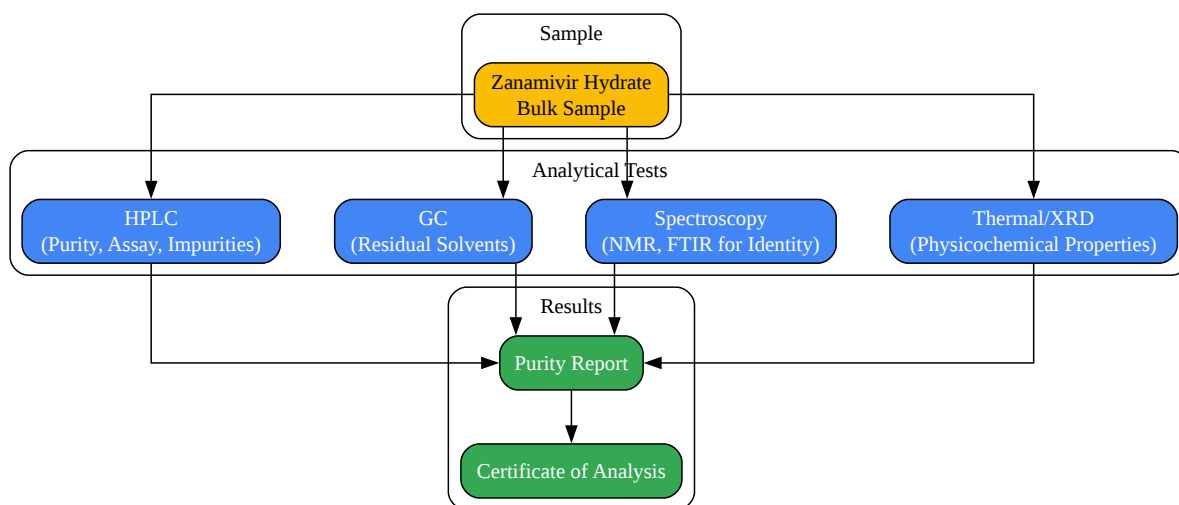 Sample
Zanamivir Hydrate
Bulk Sample
Analytical Tests
HPLC
(Purity, Assay, Impurities)
GC
(Residual Solvents)
Spectroscopy
(NMR, FTIR for Identity)
Thermal/XRD
(Physicochemical Properties)
Results
Purity Report
Certificate of Analysis